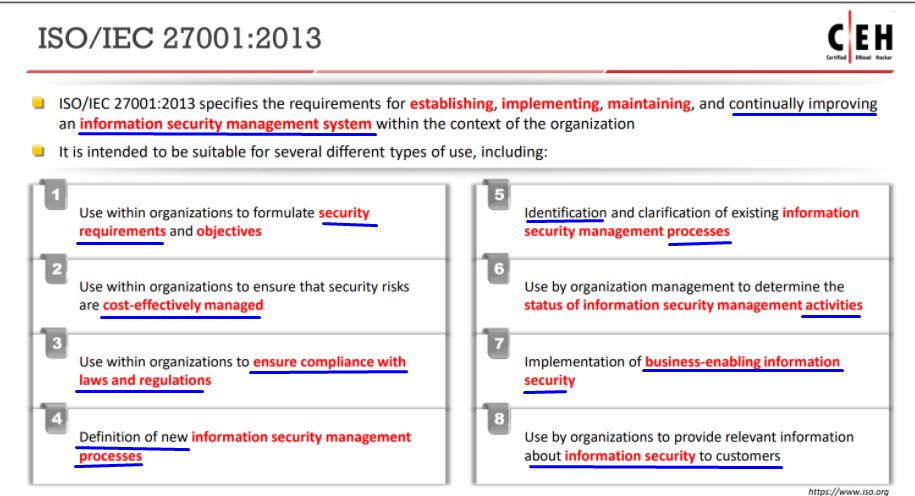 ISO/IEC 27001:2013
C|EH
Certified Ethical Hacker
ISO/IEC 27001:2013 specifies the requirements for establishing, implementing, maintaining, and continually improving
an information security management system within the context of the organization
It is intended to be suitable for several different types of use, including:
1
Use within organizations to formulate security
requirements and objectives
2
Use within organizations to ensure that security risks
are cost-effectively managed
3
Use within organizations to ensure compliance with
laws and regulations
4
Definition of new information security management
processes
5
Identification and clarification of existing information
security management processes
6
Use by organization management to determine the
status of information security management activities
7
Implementation of business-enabling information
security
8
Use by organizations to provide relevant information
about information security to customers
https://www.iso.org